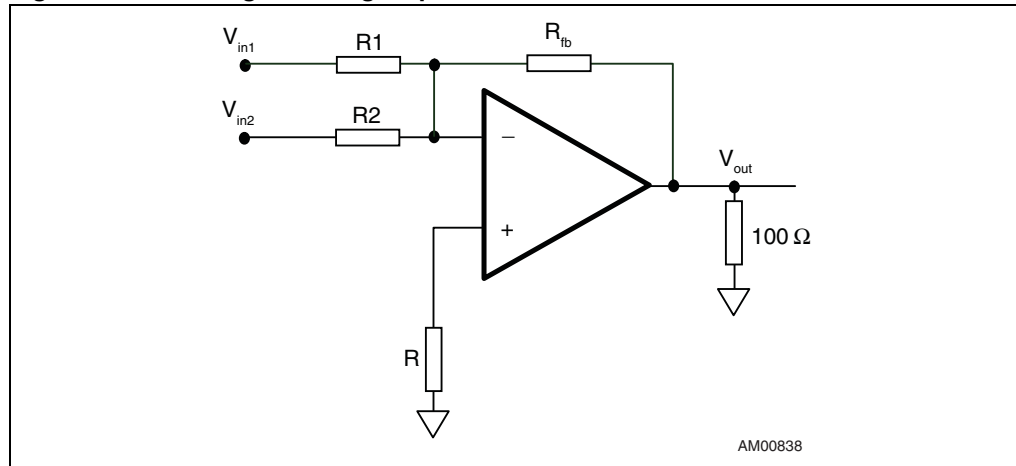 V_in1
R1
R_fb
V_in2
R2
−
V_out
+
100 Ω
R
AM00838